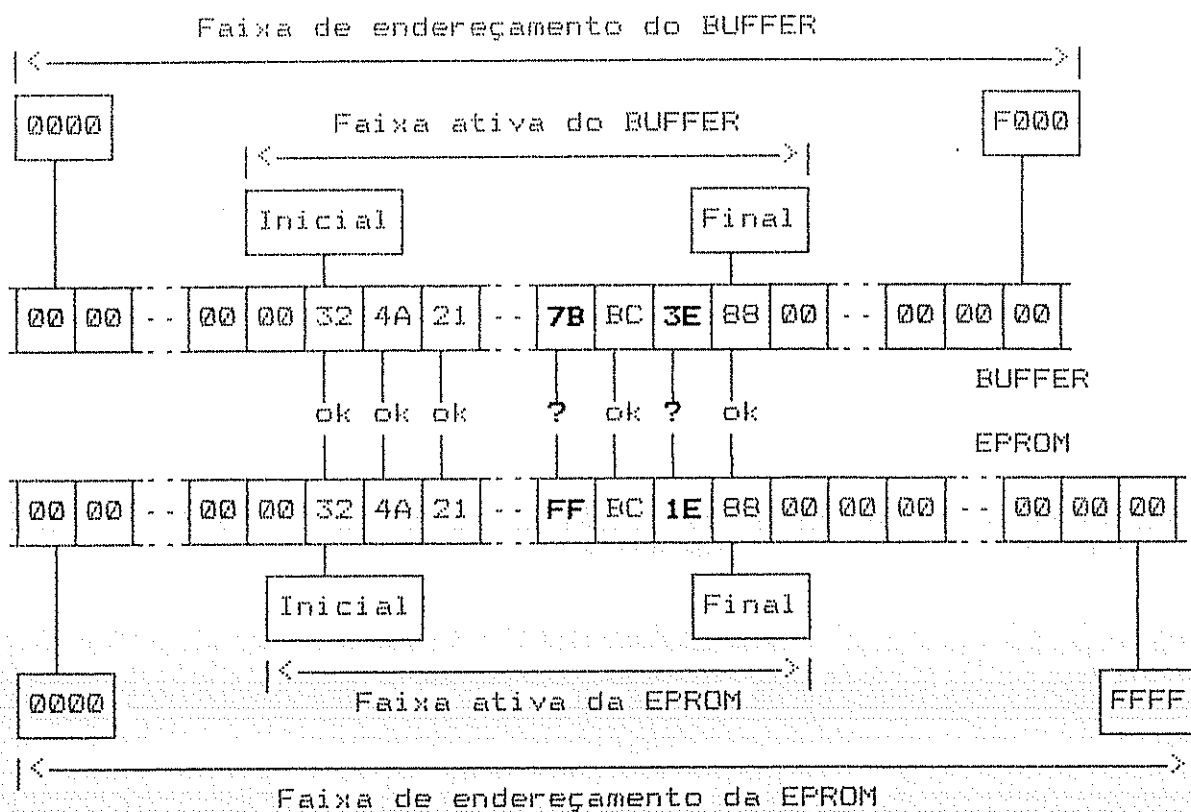 Faixa de endereçamento do BUFFER
0000 Faixa ativa do BUFFER F000
Inicial Final
00 00 -- 00 00 32 4A 21 -- 7B BC 3E 88 00 -- 00 00 00
BUFFER
ok ok ok ? ok ? ok
EPROM
00 00 -- 00 00 32 4A 21 -- FF BC 1E 88 00 00 00 -- 00 00 00
Inicial Final
0000 Faixa ativa da EPROM FFFF
Faixa de endereçamento da EPROM